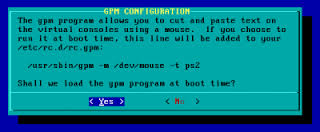 GPM CONFIGURATION
The gpm program allows you to cut and paste text on
the virtual consoles using a mouse.  If you choose to
run it at boot time, this line will be added to your
/etc/rc.d/rc.gpm:
/usr/sbin/gpm -m /dev/mouse -t ps2
Shall we load the gpm program at boot time?
< Yes >   < No >